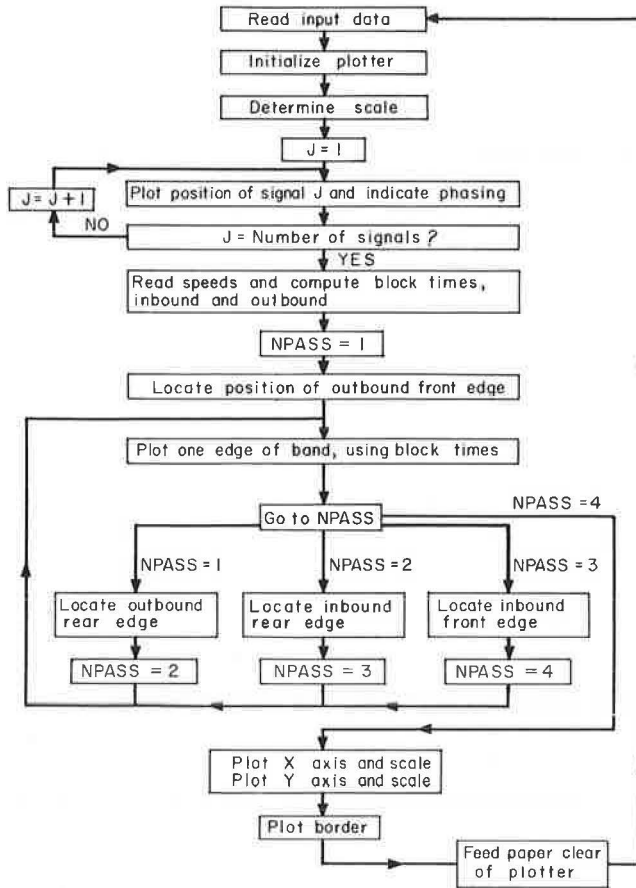 Read input data
Initialize plotter
Determine scale
J = 1
J = J + 1
Plot position of signal J and indicate phasing
NO
J = Number of signals?
YES
Read speeds and compute block times,
inbound and outbound
NPASS = 1
Locate position of outbound front edge
Plot one edge of band, using block times
NPASS = 4
Go to NPASS
NPASS = 1
NPASS = 2
NPASS = 3
Locate outbound
rear edge
Locate inbound
rear edge
Locate inbound
front edge
NPASS = 2
NPASS = 3
NPASS = 4
Plot X axis and scale
Plot Y axis and scale
Plot border
Feed paper clear
of plotter